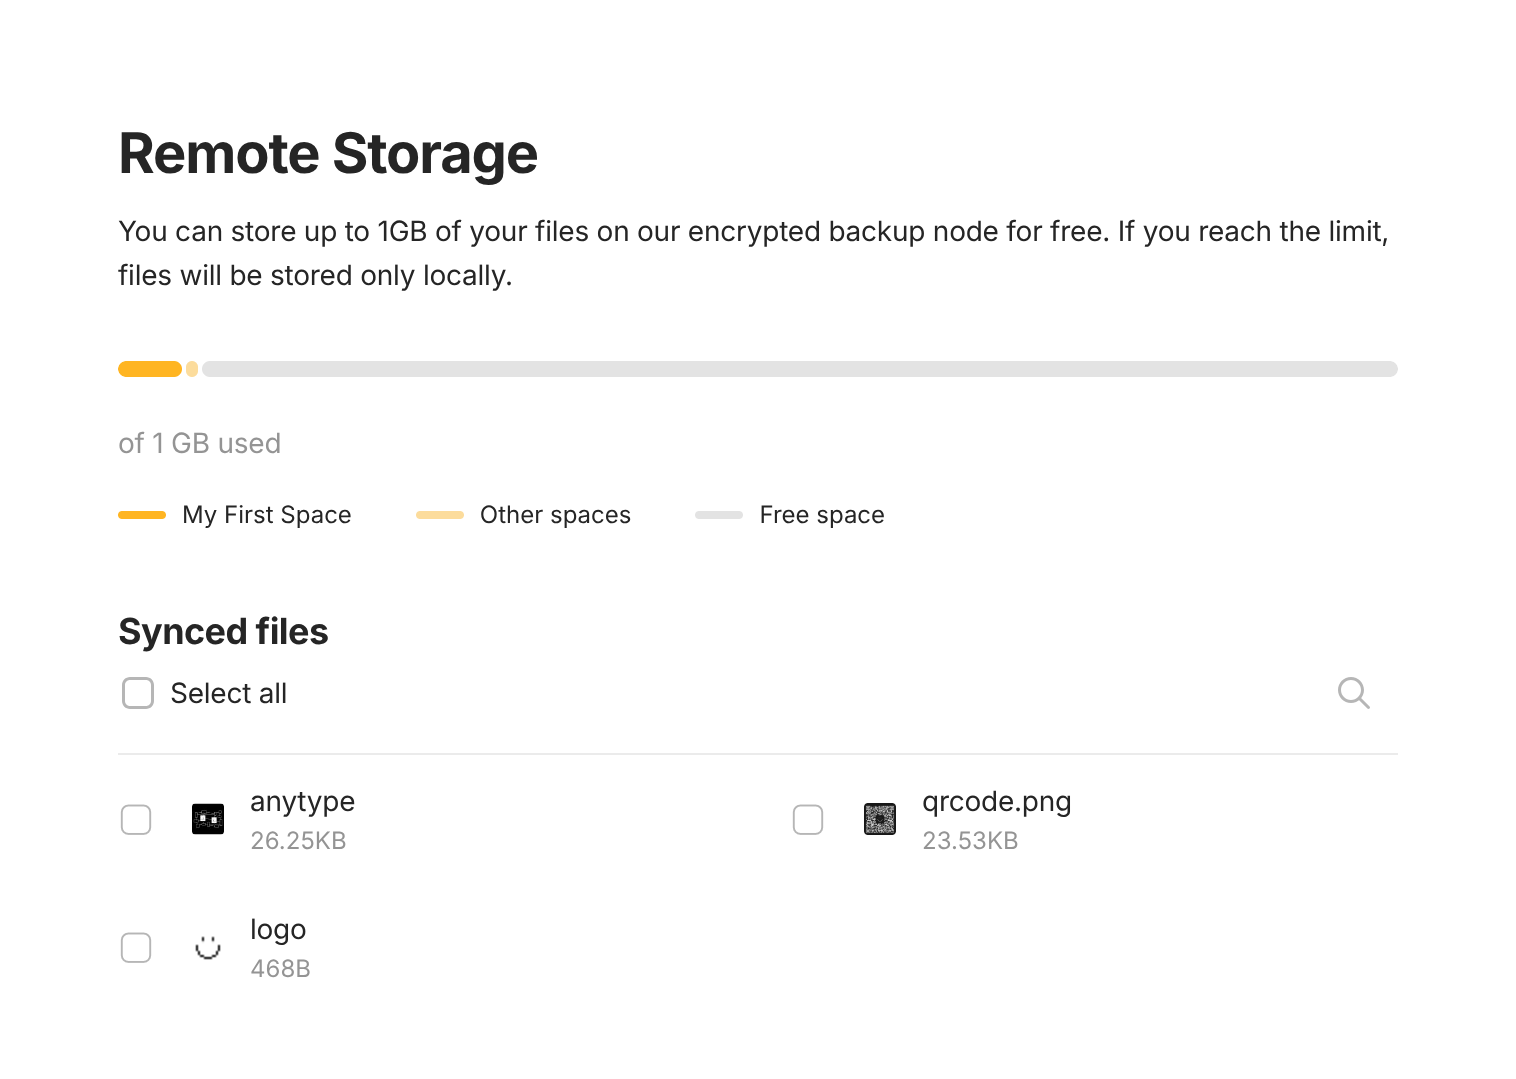 Remote Storage
You can store up to 1GB of your files on our encrypted backup node for free. If you reach the limit,
files will be stored only locally.
of 1 GB used
My First Space
Other spaces
Free space
Synced files
Select all
anytype
26.25KB
qrcode.png
23.53KB
logo
468B